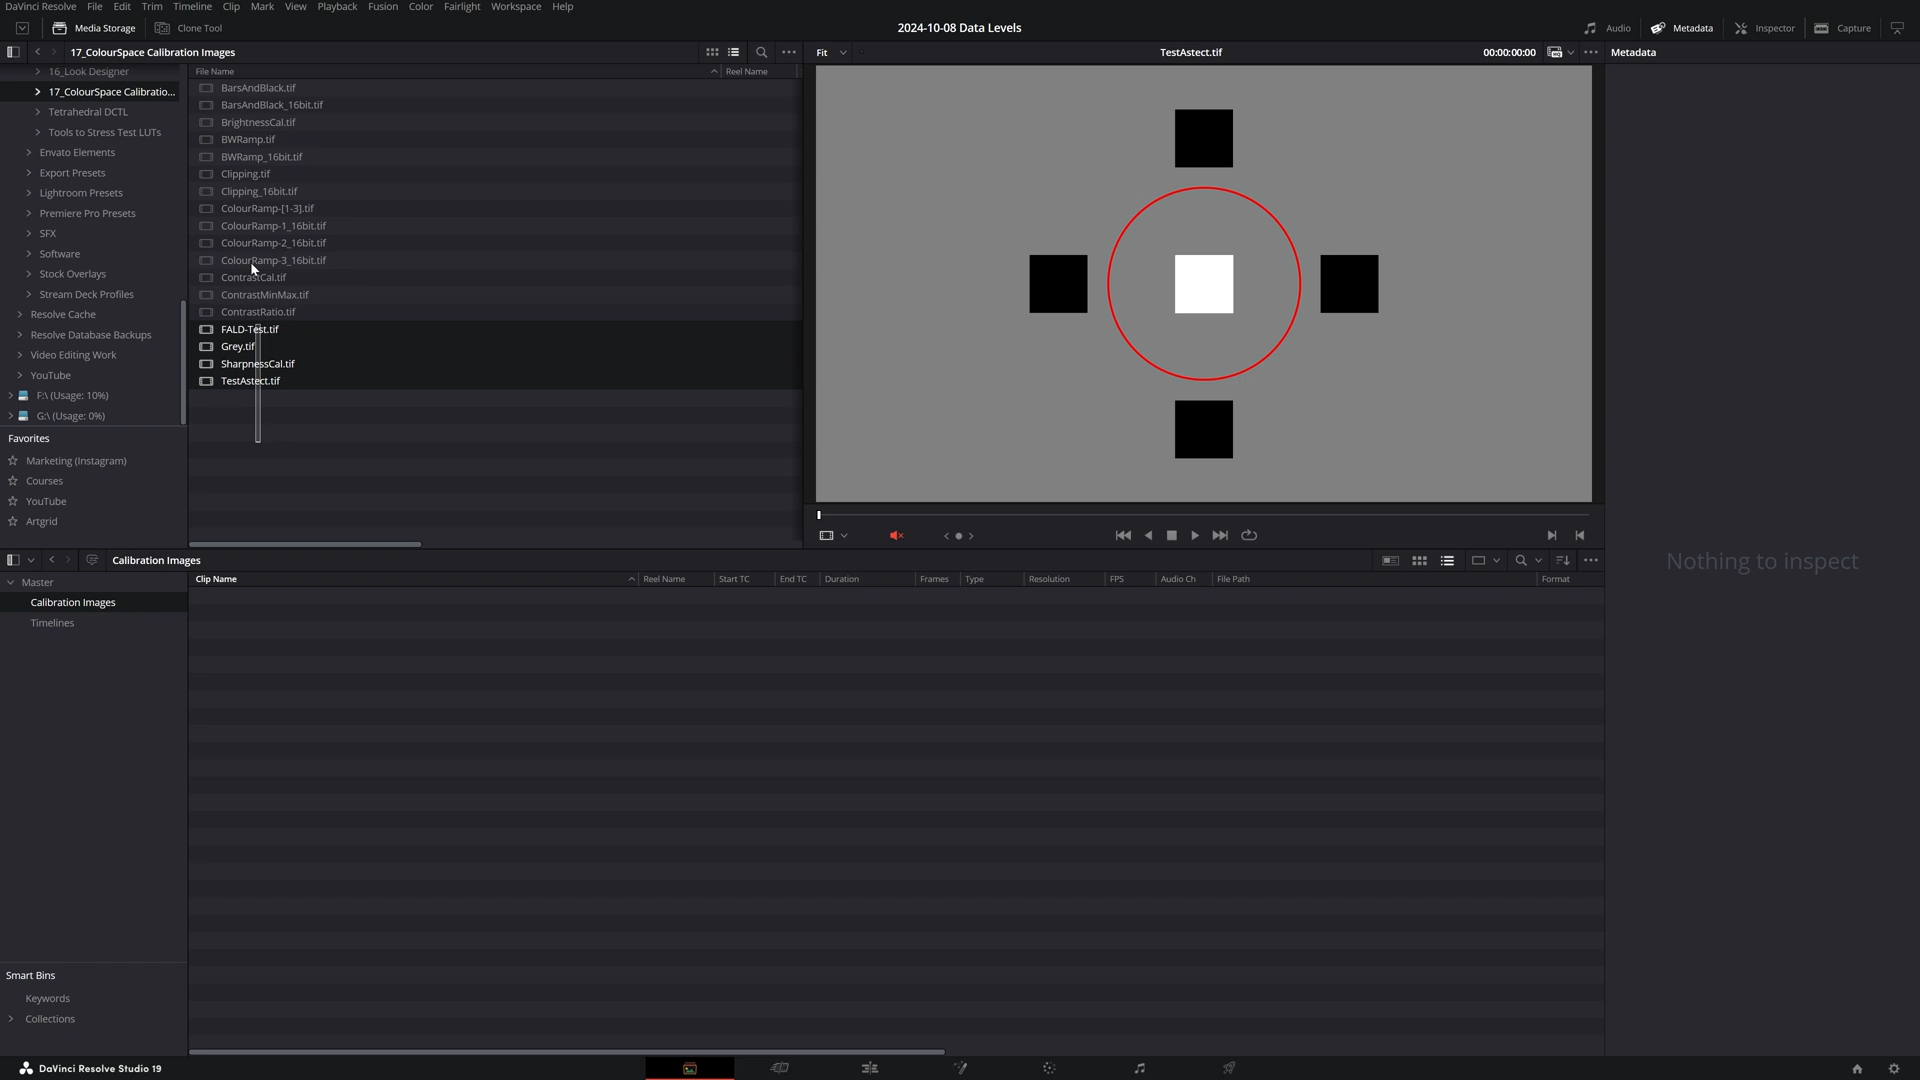 DaVinci Resolve File Edit Trim Timeline Clip Mark View Playback Fusion Color Fairlight Workspace Help
Media Storage Clone Tool 2024-10-08 Data Levels Audio Metadata Inspector Capture
17_ColourSpace Calibration Images Fit TestAstect.tif 00:00:00:00 Metadata
16_Look Designer
17_ColourSpace Calibratio...
Tetrahedral DCTL
Tools to Stress Test LUTs
Envato Elements
Export Presets
Lightroom Presets
Premiere Pro Presets
SFX
Software
Stock Overlays
Stream Deck Profiles
Resolve Cache
Resolve Database Backups
Video Editing Work
YouTube
F:\ (Usage: 10%)
G:\ (Usage: 0%)
Favorites
Marketing (Instagram)
Courses
YouTube
Artgrid
File Name Reel Name
BarsAndBlack.tif
BarsAndBlack_16bit.tif
BrightnessCal.tif
BWRamp.tif
BWRamp_16bit.tif
Clipping.tif
Clipping_16bit.tif
ColourRamp-[1-3].tif
ColourRamp-1_16bit.tif
ColourRamp-2_16bit.tif
ColourRamp-3_16bit.tif
ContrastCal.tif
ContrastMinMax.tif
ContrastRatio.tif
FALD-Test.tif
Grey.tif
SharpnessCal.tif
TestAstect.tif
Calibration Images
Master
Calibration Images
Timelines
Clip Name Reel Name Start TC End TC Duration Frames Type Resolution FPS Audio Ch File Path Format
Nothing to inspect
Smart Bins
Keywords
Collections
DaVinci Resolve Studio 19